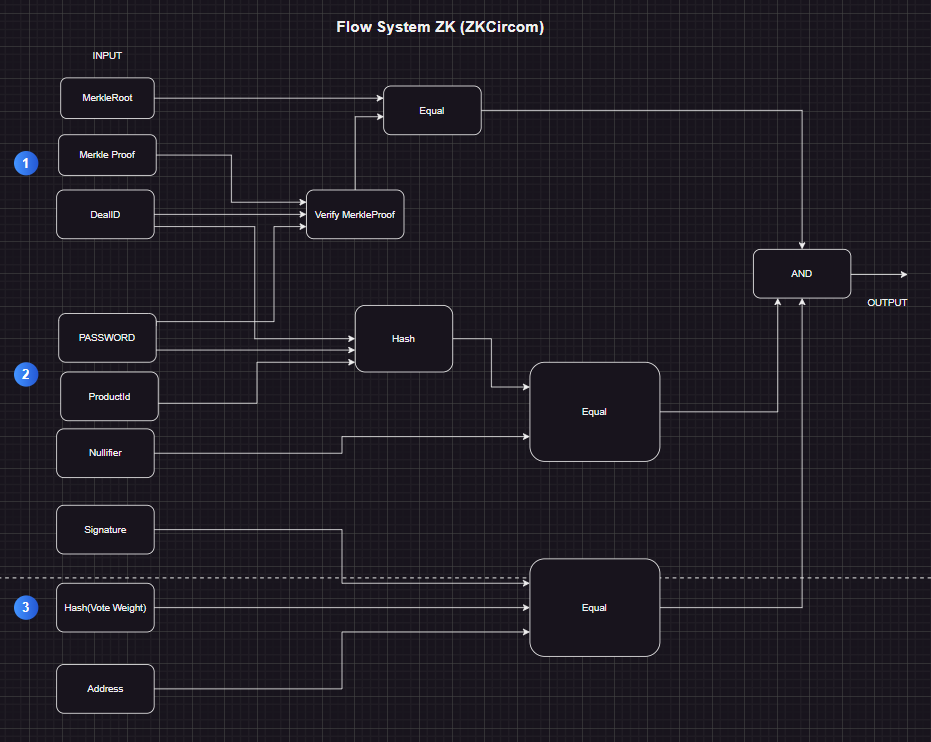 Flow System ZK (ZKCircom)
INPUT
MerkleRoot
Equal
1
Merkle Proof
DealID
Verify MerkleProof
AND
OUTPUT
PASSWORD
Hash
2
ProductId
Equal
Nullifier
Signature
3
Hash(Vote Weight)
Equal
Address